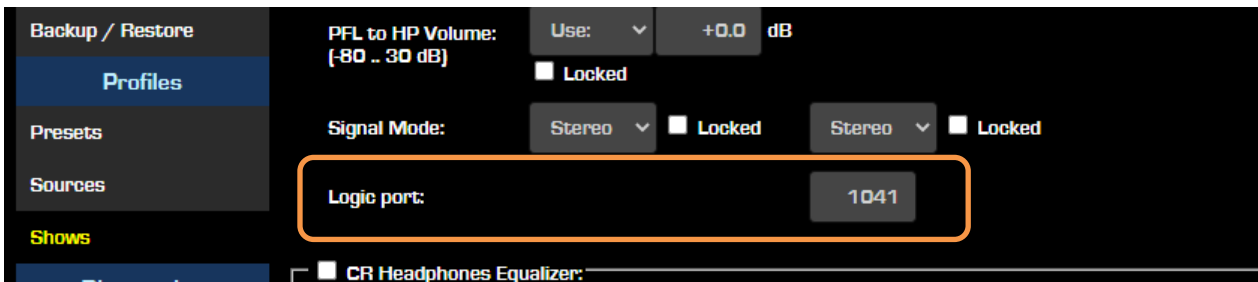 Backup / Restore
Profiles
Presets
Sources
Shows
PFL to HP Volume:
(-80 .. 30 dB)
Use:
+0.0 dB
Locked
Signal Mode:
Stereo
Locked
Stereo
Locked
Logic port:
1041
CR Headphones Equalizer: